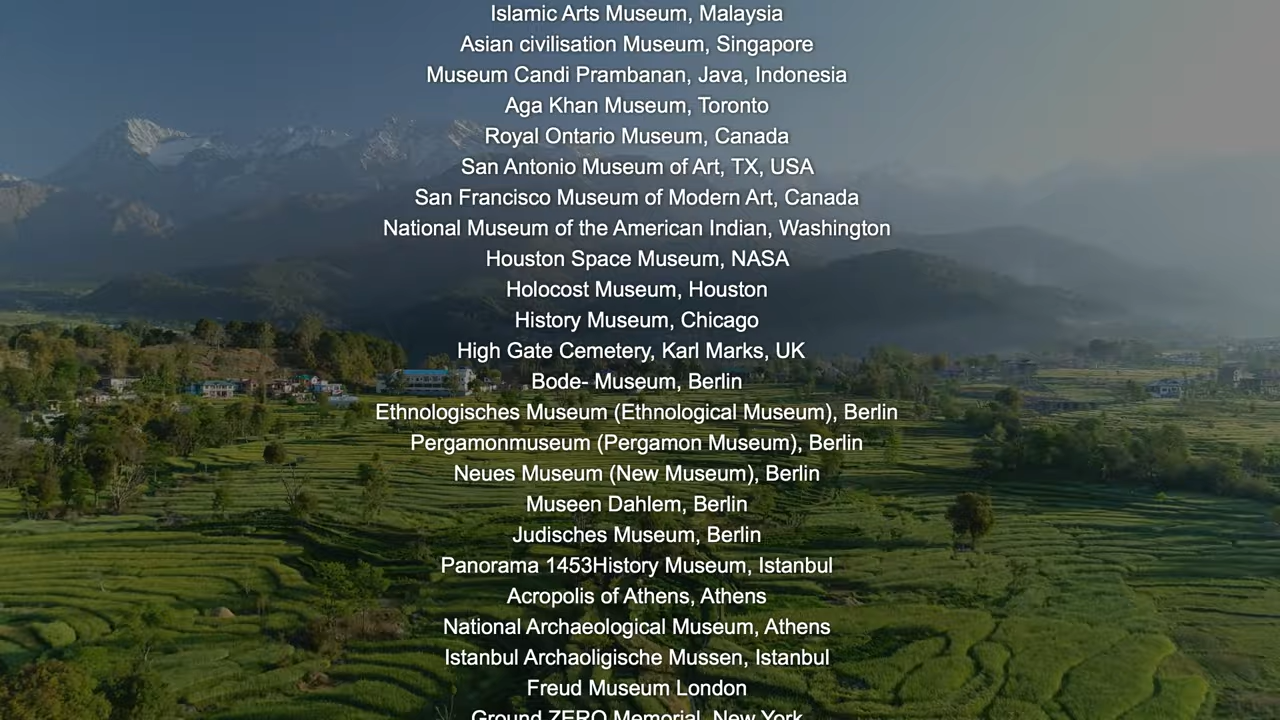 Islamic Arts Museum, Malaysia
Asian civilisation Museum, Singapore
Museum Candi Prambanan, Java, Indonesia
Aga Khan Museum, Toronto
Royal Ontario Museum, Canada
San Antonio Museum of Art, TX, USA
San Francisco Museum of Modern Art, Canada
National Museum of the American Indian, Washington
Houston Space Museum, NASA
Holocost Museum, Houston
History Museum, Chicago
High Gate Cemetery, Karl Marks, UK
Bode- Museum, Berlin
Ethnologisches Museum (Ethnological Museum), Berlin
Pergamonmuseum (Pergamon Museum), Berlin
Neues Museum (New Museum), Berlin
Museen Dahlem, Berlin
Judisches Museum, Berlin
Panorama 1453History Museum, Istanbul
Acropolis of Athens, Athens
National Archaeological Museum, Athens
Istanbul Archaoligische Mussen, Istanbul
Freud Museum London
Ground ZERO Memorial, New York